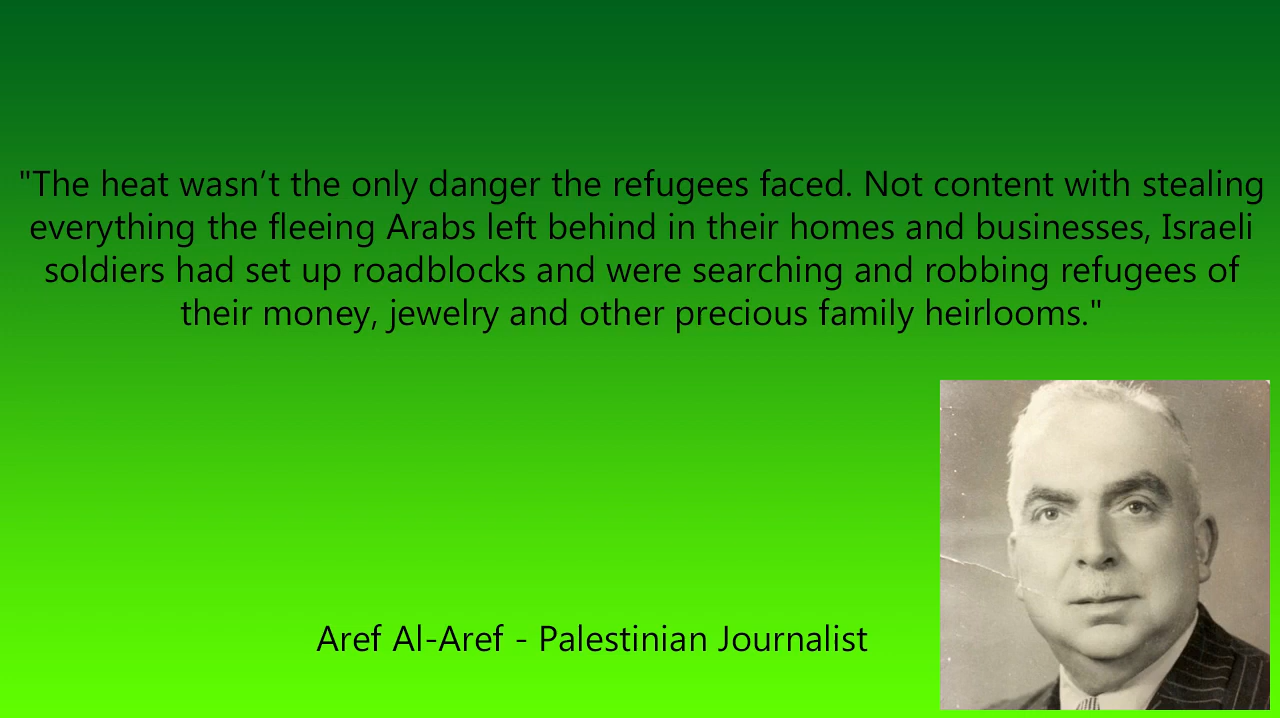 "The heat wasn’t the only danger the refugees faced. Not content with stealing
everything the fleeing Arabs left behind in their homes and businesses, Israeli
soldiers had set up roadblocks and were searching and robbing refugees of
their money, jewelry and other precious family heirlooms."
Aref Al-Aref - Palestinian Journalist